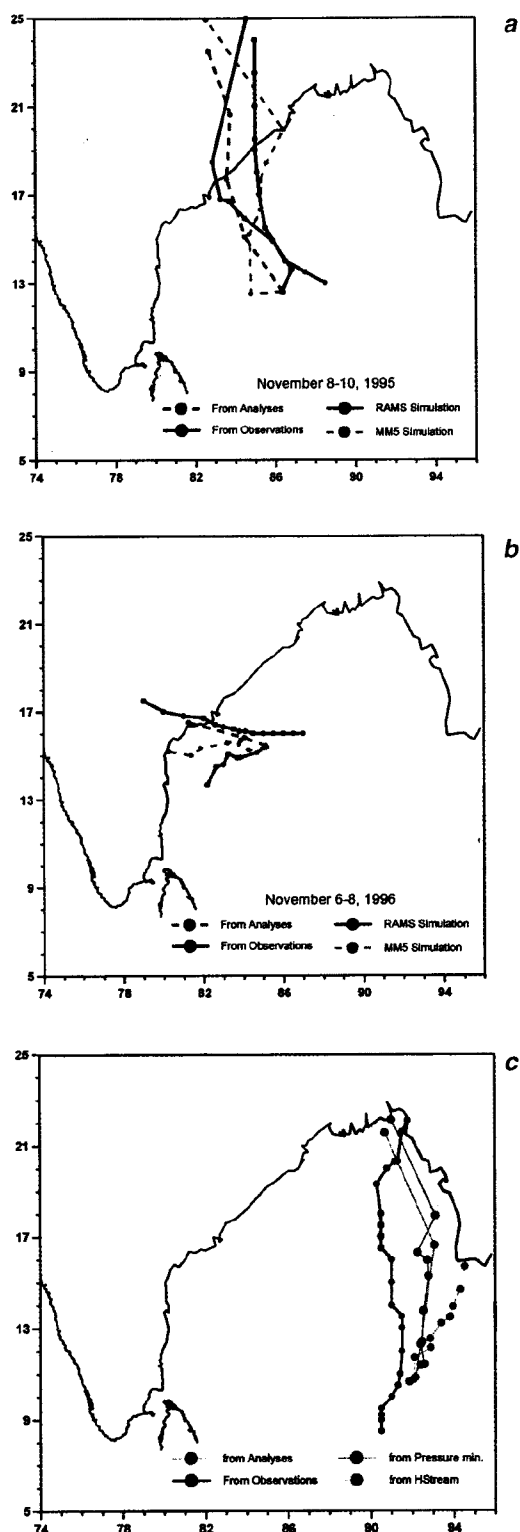 a
25
21
17
13
9
5
November 8-10, 1995
From Analyses RAMS Simulation
From Observations MM5 Simulation
74 78 82 86 90 94
b
25
21
17
13
9
5
November 6-8, 1996
From Analyses RAMS Simulation
From Observations MM5 Simulation
74 78 82 86 90 94
c
25
21
17
13
9
5
from Analyses from Pressure min.
From Observations from HStream
74 78 82 86 90 94